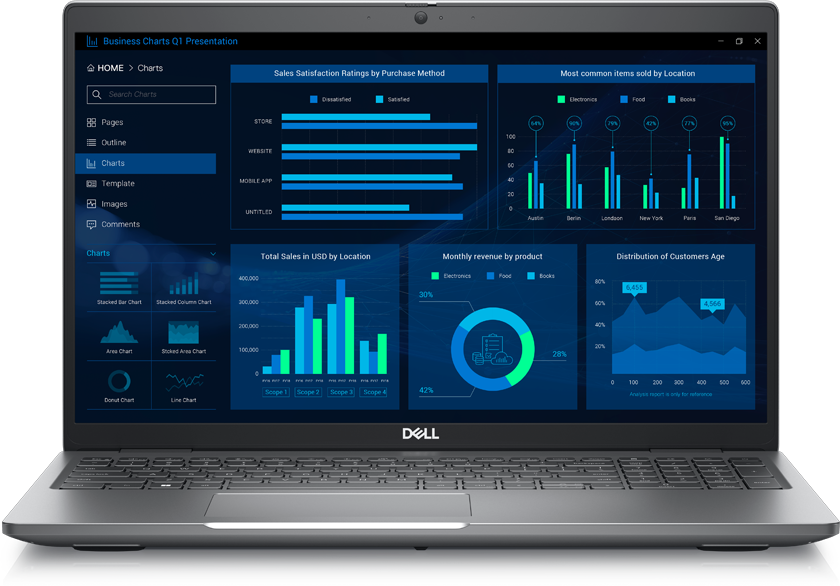 Business Charts Q1 Presentation
HOME > Charts
Search Charts
Pages
Outline
Charts
Template
Images
Comments
Charts
Stacked Bar Chart
Stacked Column Chart
Area Chart
Stcked Area Chart
Donut Chart
Line Chart
Sales Satisfaction Ratings by Purchase Method
Dissatisfied
Satisfied
STORE
WEBSITE
MOBILE APP
UNTITLED
Most common items sold by Location
Electronics
Food
Books
64%
90%
79%
42%
77%
95%
100
80
60
40
20
0
Austin
Berlin
Londaon
New York
Paris
San Diego
Total Sales in USD by Location
400,000
300,000
200,000
100,000
0
Scope 1
Scope 2
Scope 3
Scope 4
Monthly revenue by product
Electronics
Food
Books
30%
28%
42%
Distribution of Customers Age
80%
60%
40%
20%
6,455
4,566
0 100 200 300 400 500 600
Analysis report is only for reference
DELL